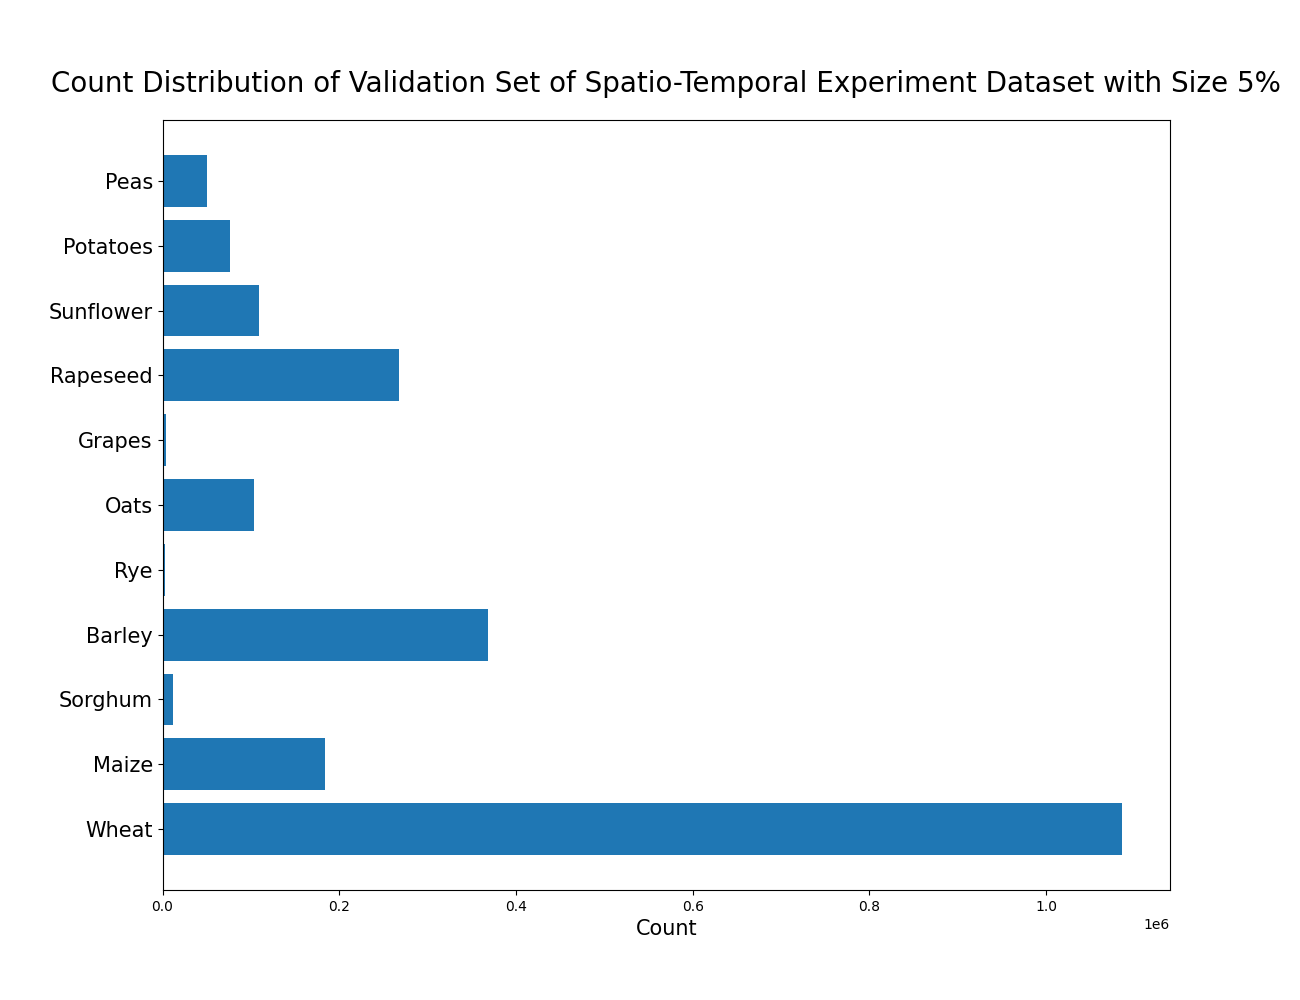 Count Distribution of Validation Set of Spatio-Temporal Experiment Dataset with Size 5%
Peas
Potatoes
Sunflower
Rapeseed
Grapes
Oats
Rye
Barley
Sorghum
Maize
Wheat
0.0 0.2 0.4 0.6 0.8 1.0
1e6
Count